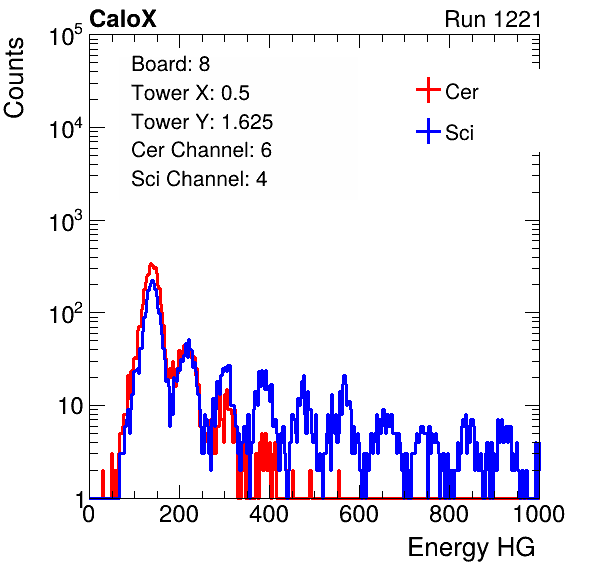 CaloX Run 1221
Counts
10^5
10^4
10^3
10^2
10
1
Board: 8
Tower X: 0.5
Tower Y: 1.625
Cer Channel: 6
Sci Channel: 4
Cer
Sci
0 200 400 600 800 1000
Energy HG